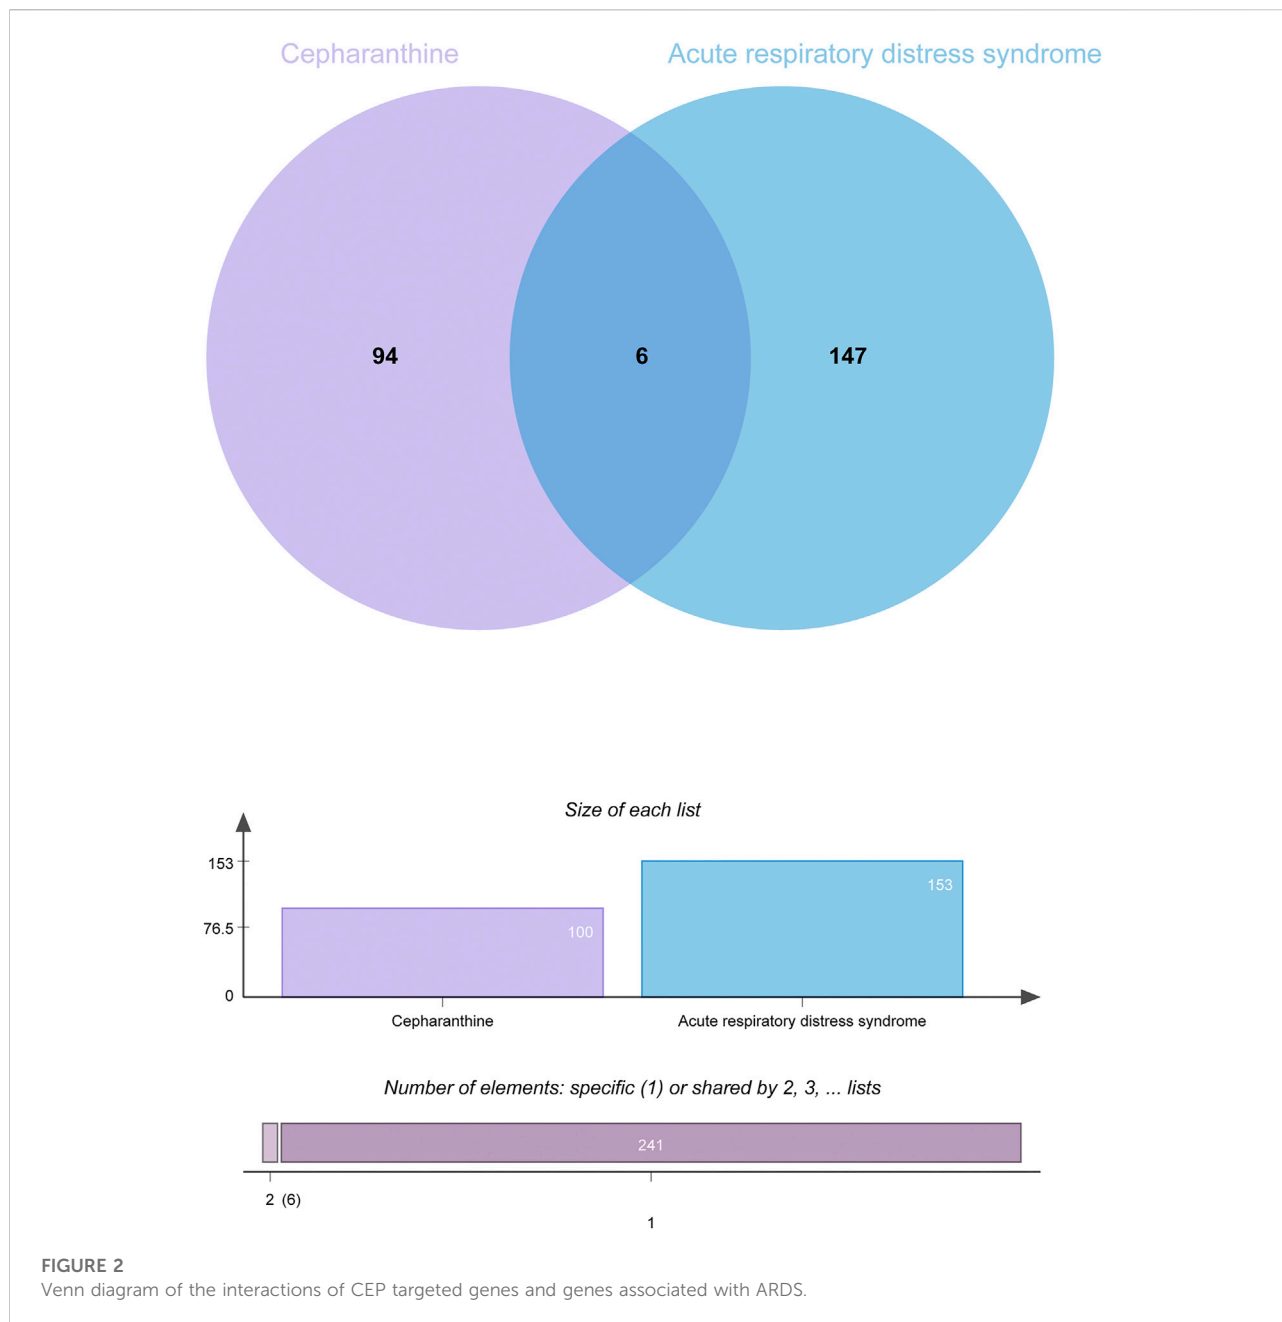 Cepharanthine
Acute respiratory distress syndrome
94
6
147
Size of each list
153
76.5
0
100
153
Cepharanthine
Acute respiratory distress syndrome
Number of elements: specific (1) or shared by 2, 3, ... lists
241
2 (6)
1
FIGURE 2
Venn diagram of the interactions of CEP targeted genes and genes associated with ARDS.